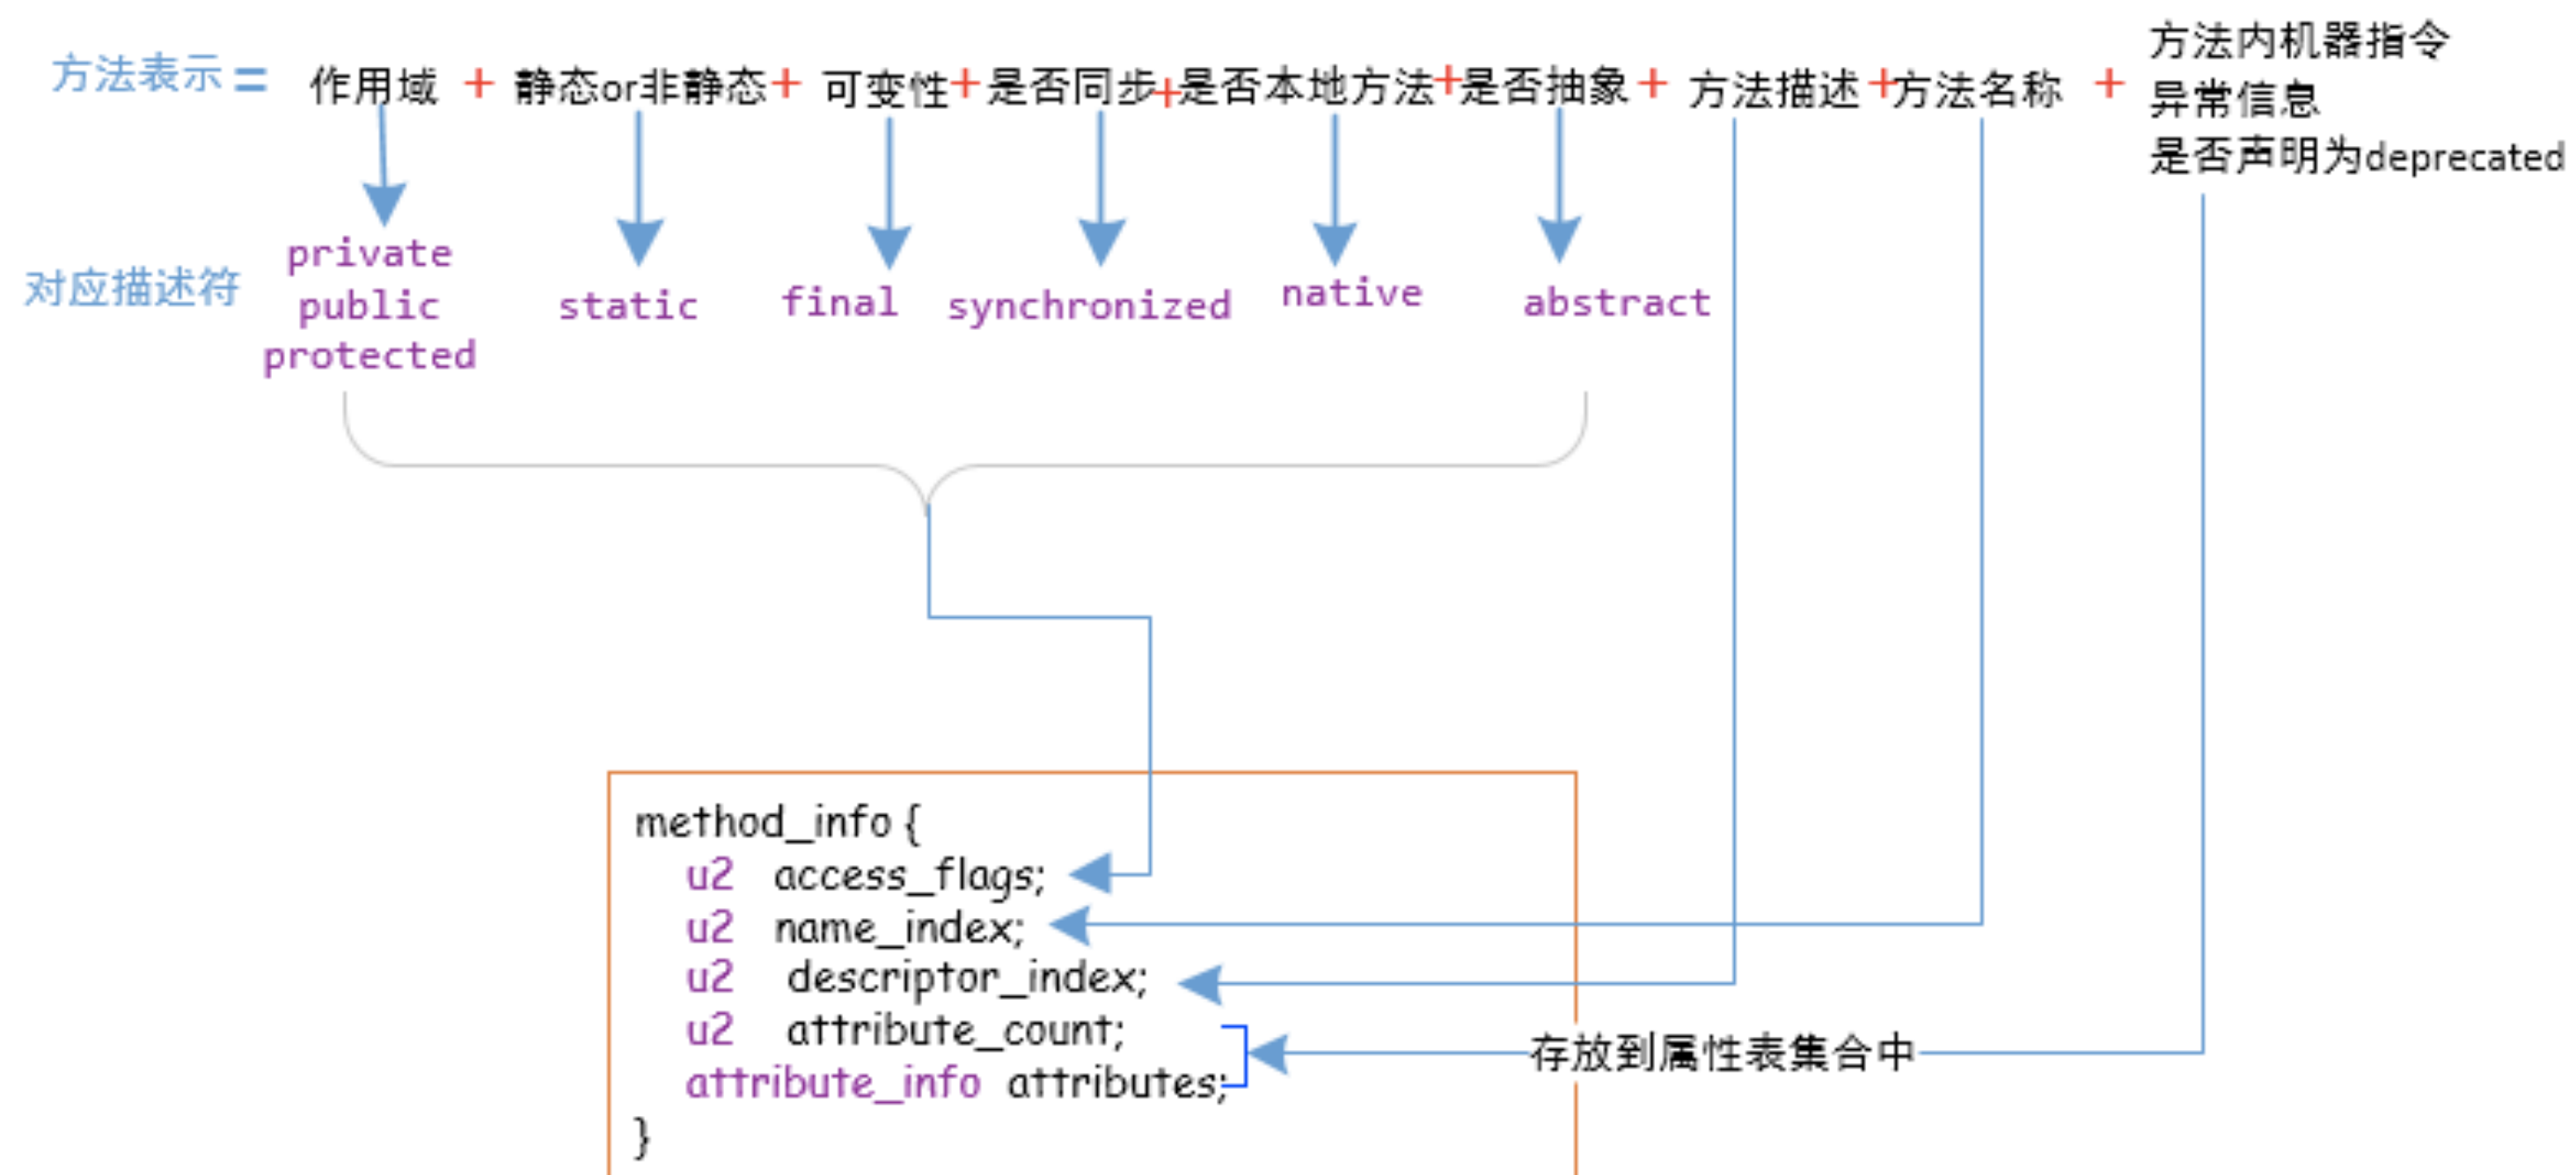 方法表示 = 作用域 + 静态or非静态 + 可变性 + 是否同步 + 是否本地方法 + 是否抽象 + 方法描述 + 方法名称 +
方法内机器指令
异常信息
是否声明为deprecated
对应描述符
private
public
protected
static
final
synchronized
native
abstract
method_info {
u2 access_flags;
u2 name_index;
u2 descriptor_index;
u2 attribute_count;
attribute_info attributes;
}
存放到属性表集合中